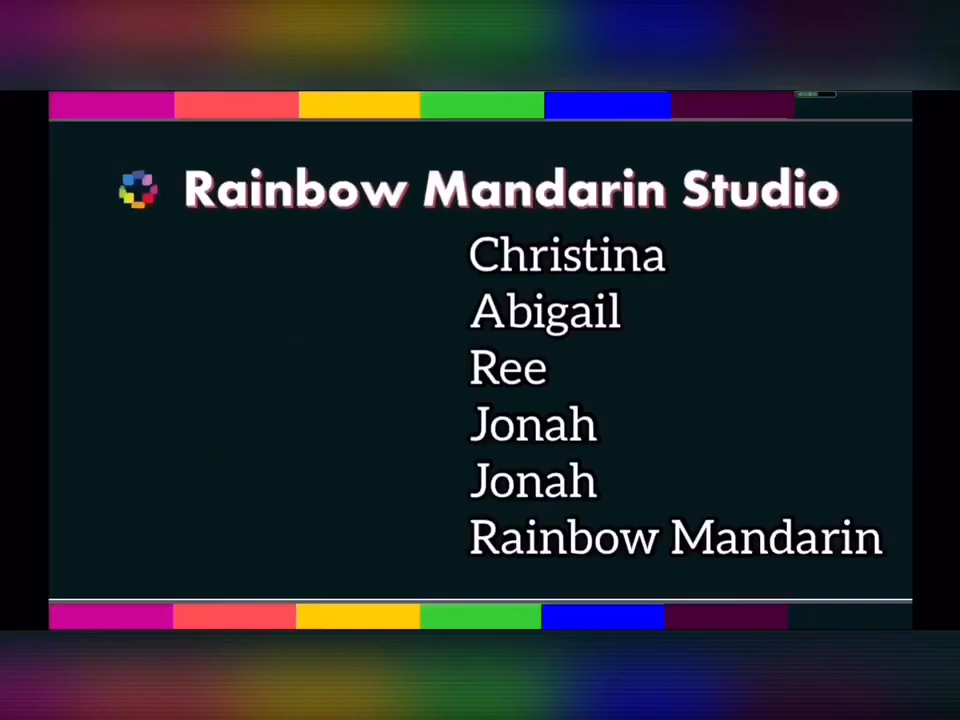 Rainbow Mandarin Studio
Christina
Abigail
Ree
Jonah
Jonah
Rainbow Mandarin